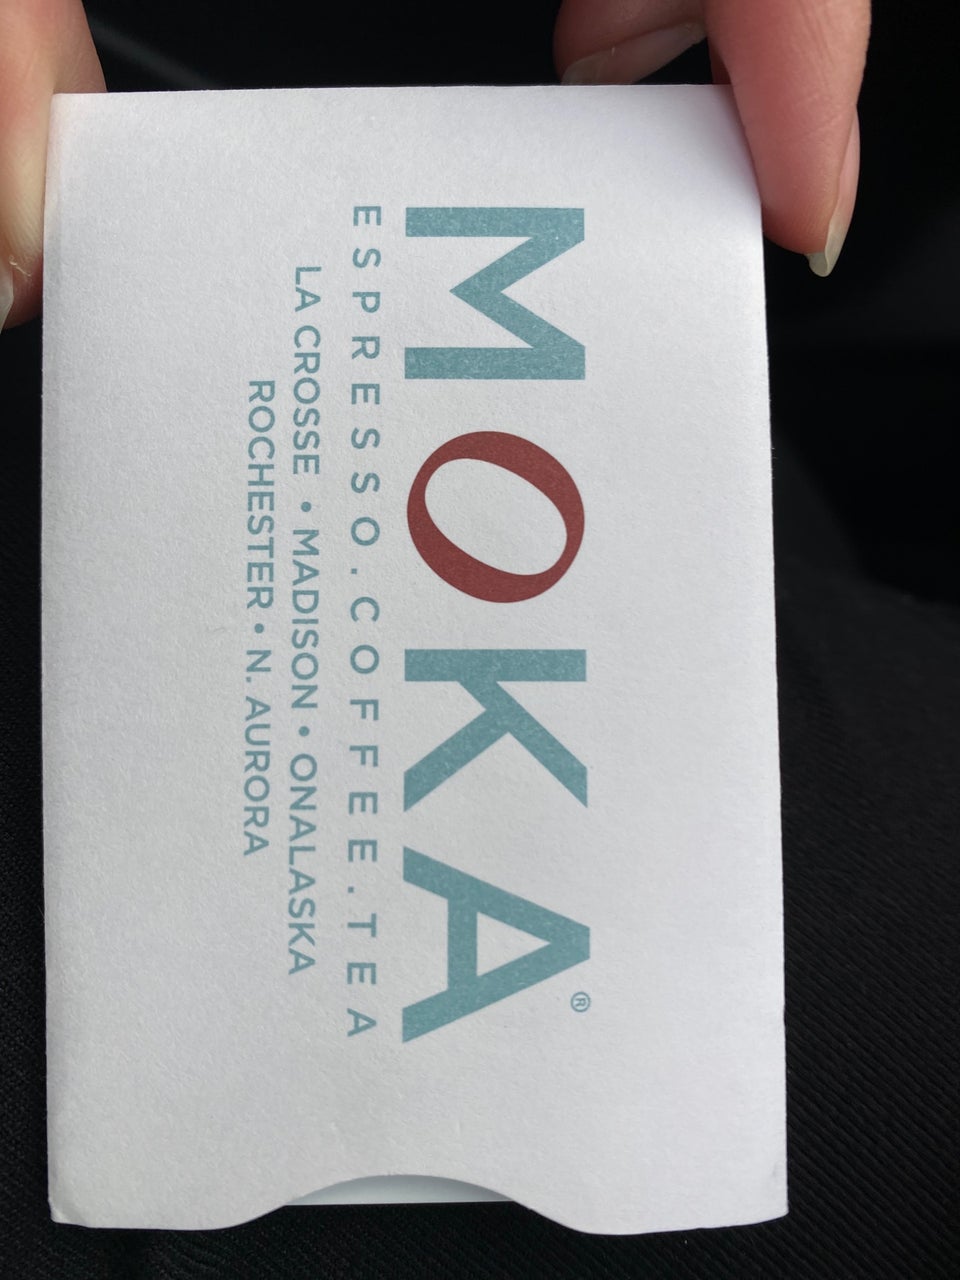 MOKA®
ESPRESSO.COFFEE.TEA
LA CROSSE • MADISON • ONALASKA
ROCHESTER • N. AURORA